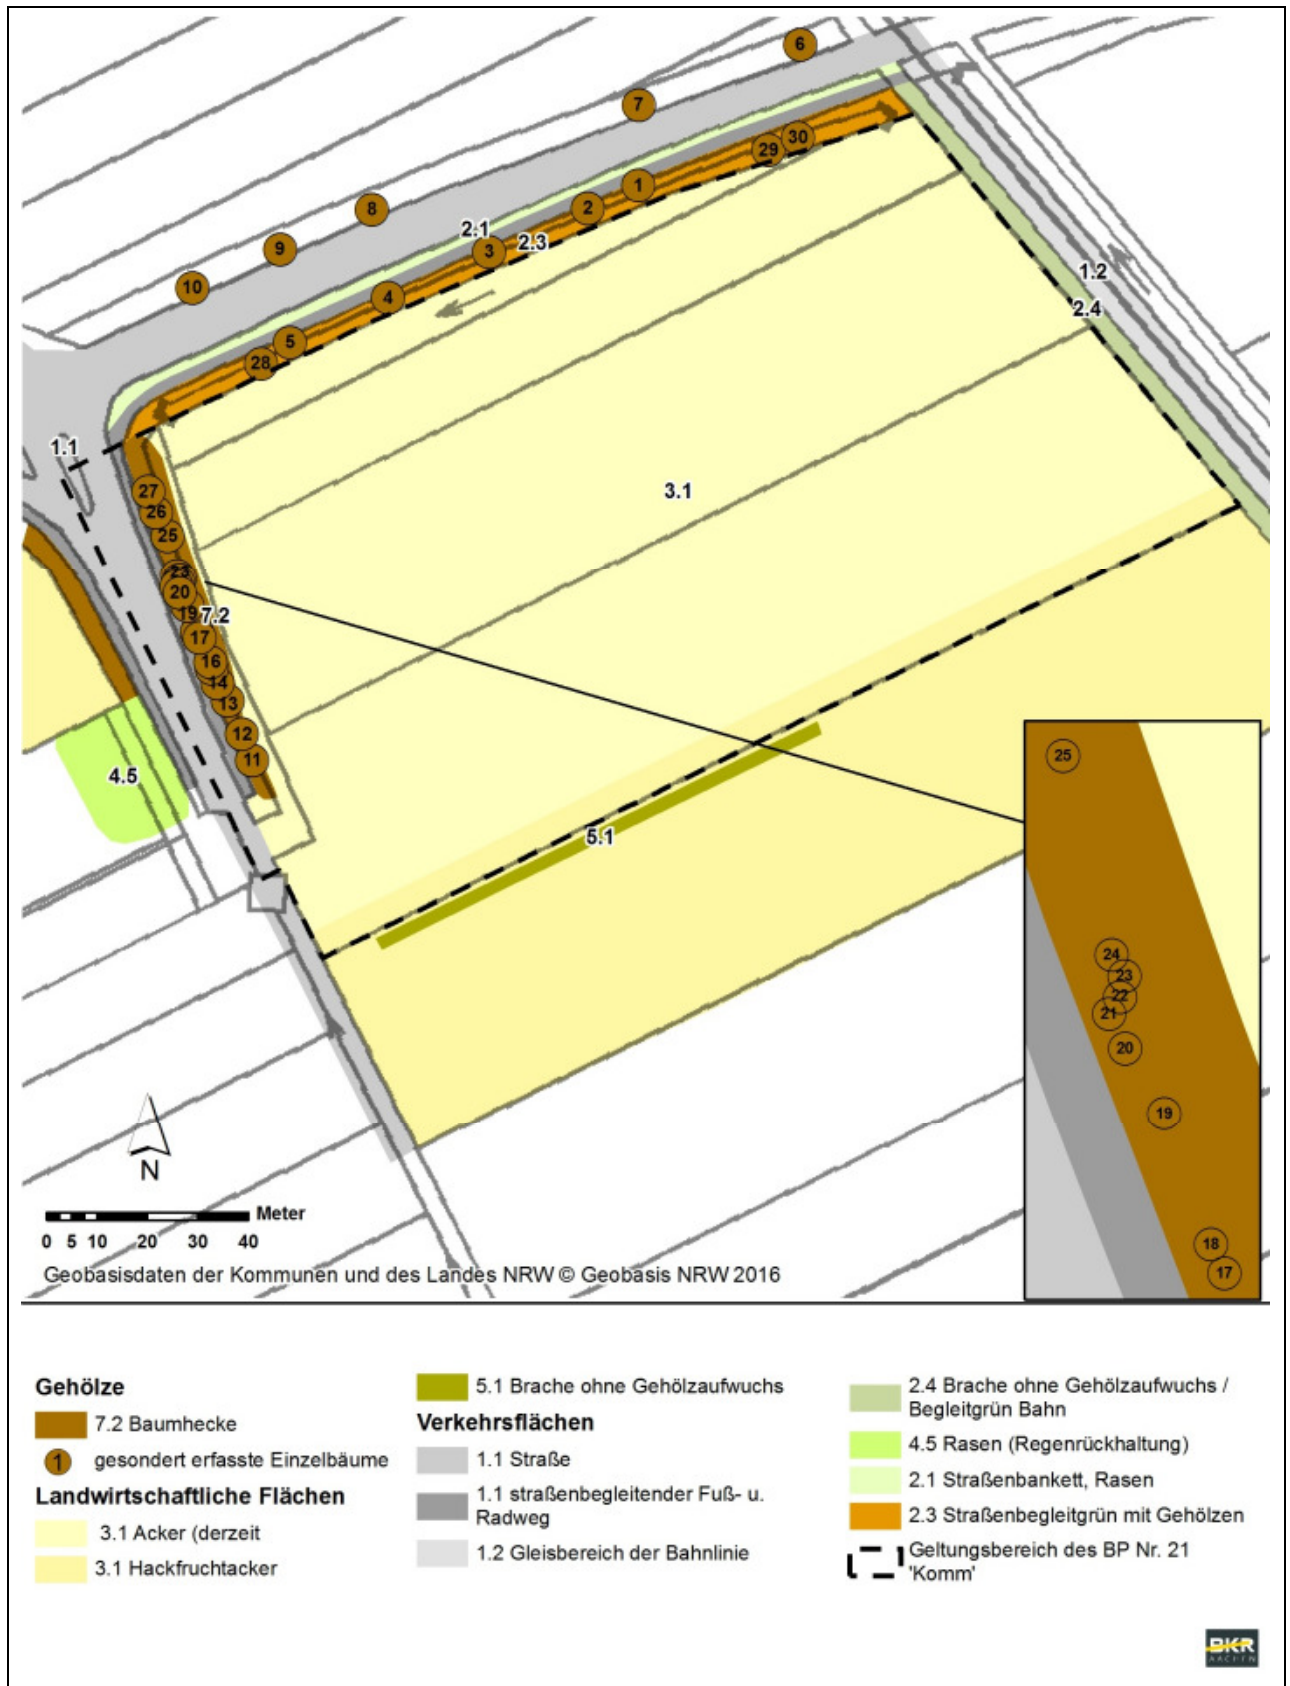 6
7
30
29
1
8
2
2.1
2.3
3
9
1.2
10
4
2.4
5
28
1.1
27
3.1
26
25
23
20
19
7.2
17
16
14
13
12
11
4.5
5.1
25
24
23
22
21
20
19
18
17
N
Meter
0 5 10 20 30 40
Geobasisdaten der Kommunen und des Landes NRW © Geobasis NRW 2016
Gehölze
7.2 Baumhecke
1 gesondert erfasste Einzelbäume
Landwirtschaftliche Flächen
3.1 Acker (derzeit
3.1 Hackfruchtacker
5.1 Brache ohne Gehölzaufwuchs
Verkehrsflächen
1.1 Straße
1.1 straßenbegleitender Fuß- u.
Radweg
1.2 Gleisbereich der Bahnlinie
2.4 Brache ohne Gehölzaufwuchs /
Begleitgrün Bahn
4.5 Rasen (Regenrückhaltung)
2.1 Straßenbankett, Rasen
2.3 Straßenbegleitgrün mit Gehölzen
Geltungsbereich des BP Nr. 21
'Komm'
BKR
AACHEN